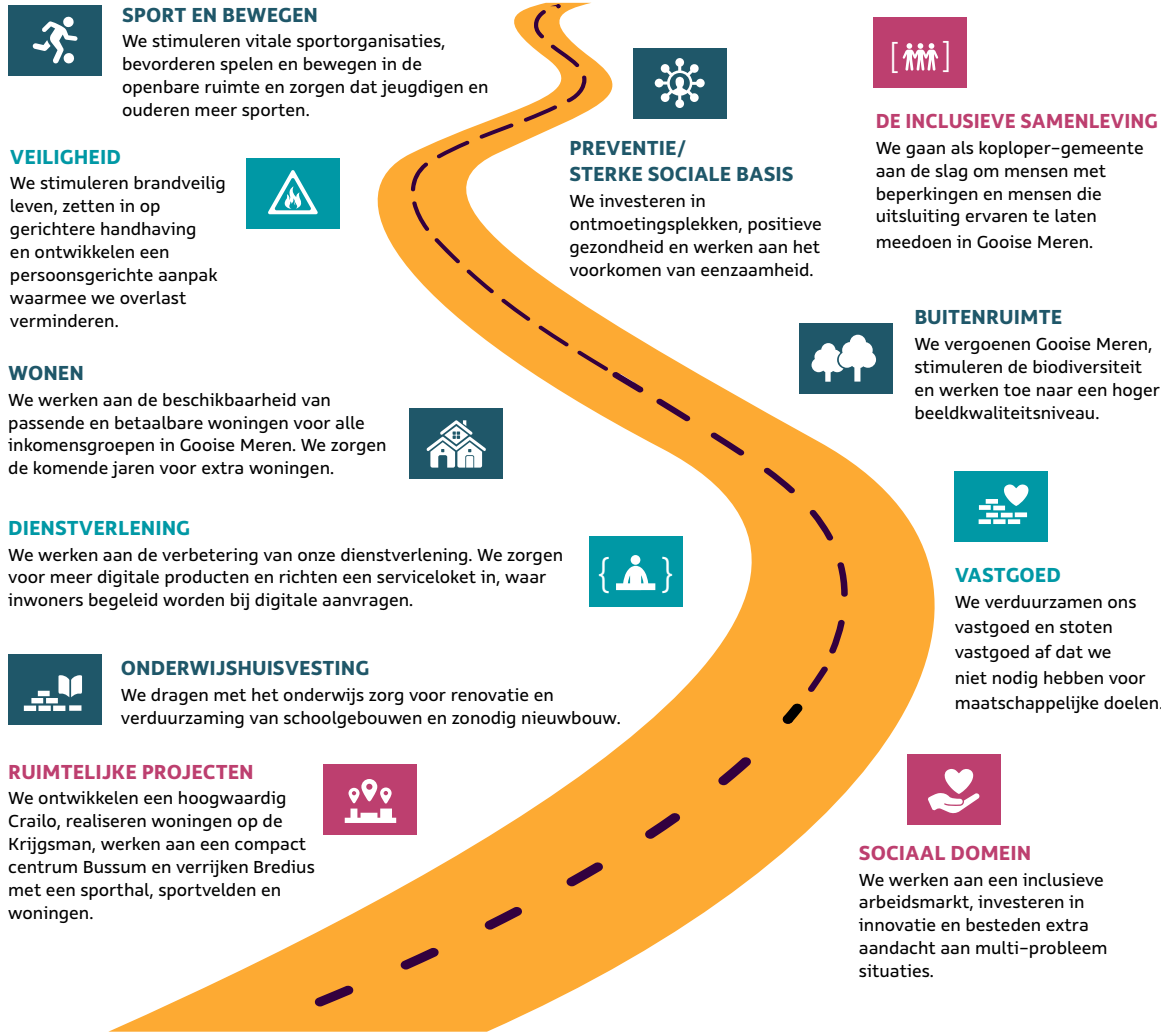 SPORT EN BEWEGEN
We stimuleren vitale sportorganisaties,
bevorderen spelen en bewegen in de
openbare ruimte en zorgen dat jeugdigen en
ouderen meer sporten.
VEILIGHEID
We stimuleren brandveilig
leven, zetten in op
gerichtere handhaving
en ontwikkelen een
persoonsgerichte aanpak
waarmee we overlast
verminderen.
WONEN
We werken aan de beschikbaarheid van
passende en betaalbare woningen voor alle
inkomensgroepen in Gooise Meren. We zorgen
de komende jaren voor extra woningen.
DIENSTVERLENING
We werken aan de verbetering van onze dienstverlening. We zorgen
voor meer digitale producten en richten een serviceloket in, waar
inwoners begeleid worden bij digitale aanvragen.
ONDERWIJSHUISVESTING
We dragen met het onderwijs zorg voor renovatie en
verduurzaming van schoolgebouwen en zonodig nieuwbouw.
RUIMTELIJKE PROJECTEN
We ontwikkelen een hoogwaardig
Crailo, realiseren woningen op de
Krijgsman, werken aan een compact
centrum Bussum en verrijken Bredius
met een sporthal, sportvelden en
woningen.
PREVENTIE/
STERKE SOCIALE BASIS
We investeren in
ontmoetingsplekken, positieve
gezondheid en werken aan het
voorkomen van eenzaamheid.
DE INCLUSIEVE SAMENLEVING
We gaan als koploper-gemeente
aan de slag om mensen met
beperkingen en mensen die
uitsluiting ervaren te laten
meedoen in Gooise Meren.
BUITENRUIMTE
We vergoenen Gooise Meren,
stimuleren de biodiversiteit
en werken toe naar een hoger
beeldkwaliteitsniveau.
VASTGOED
We verduurzamen ons
vastgoed en stoten
vastgoed af dat we
niet nodig hebben voor
maatschappelijke doelen.
SOCIAAL DOMEIN
We werken aan een inclusieve
arbeidsmarkt, investeren in
innovatie en besteden extra
aandacht aan multi-probleem
situaties.